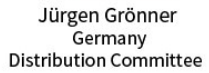 Jürgen Grönner
Germany
Distribution Committee